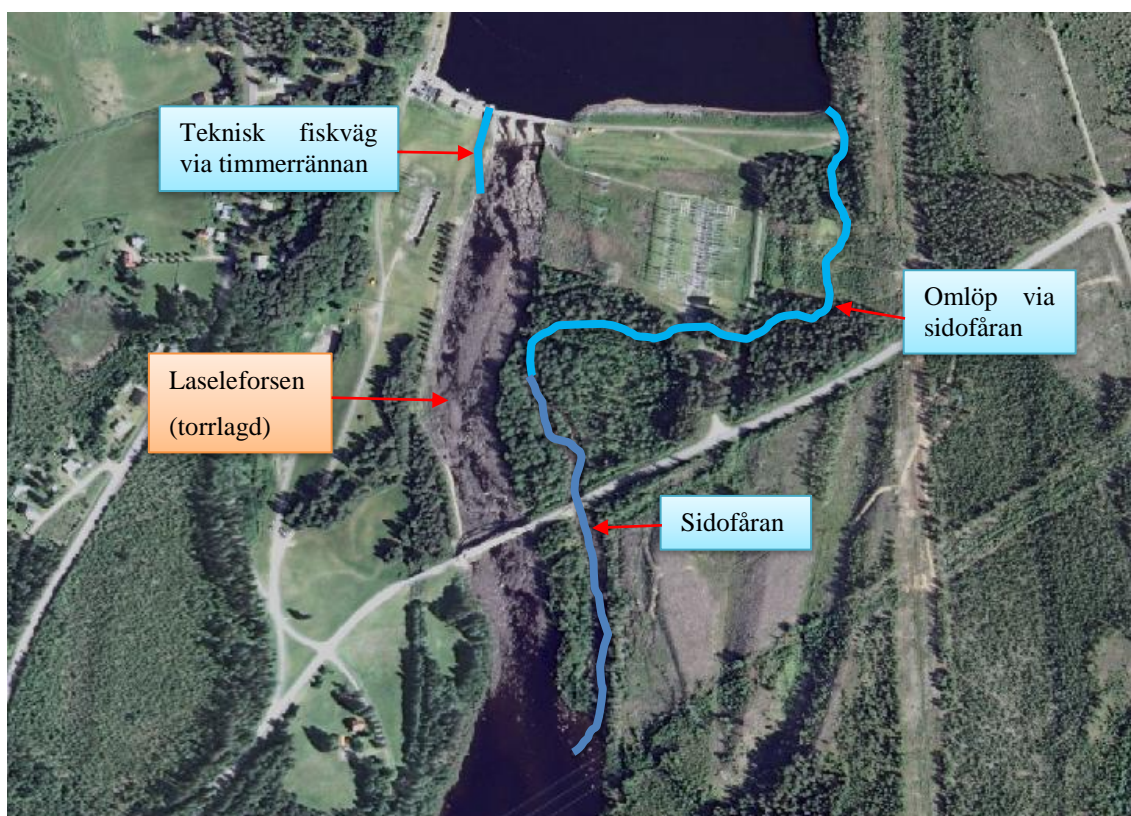 Teknisk fiskväg
via timmerrännan
Omlöp via
sidofåran
Laseleforsen
(torrlagd)
Sidofåran